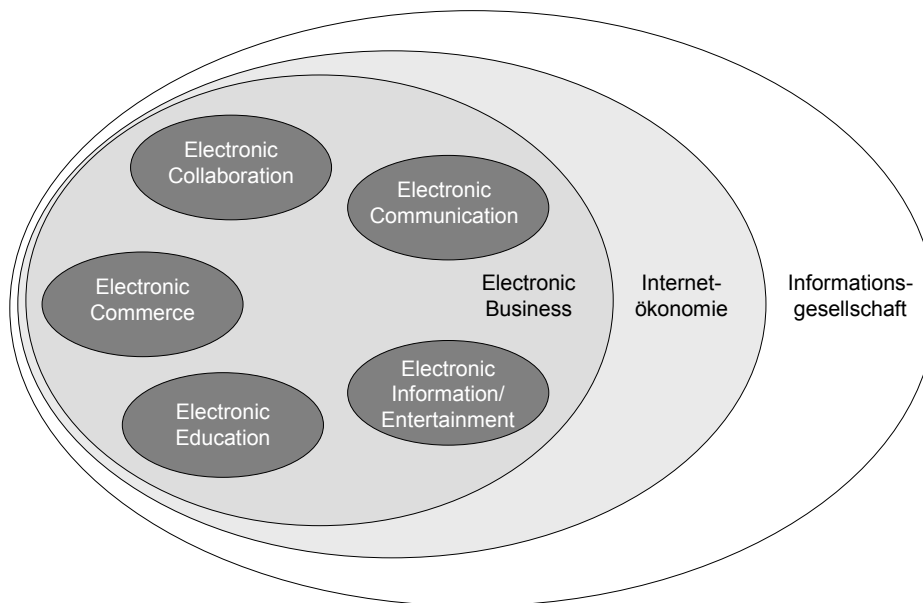 Electronic
Collaboration
Electronic
Communication
Electronic
Commerce
Electronic
Business
Internet-
ökonomie
Informations-
gesellschaft
Electronic
Information/
Entertainment
Electronic
Education